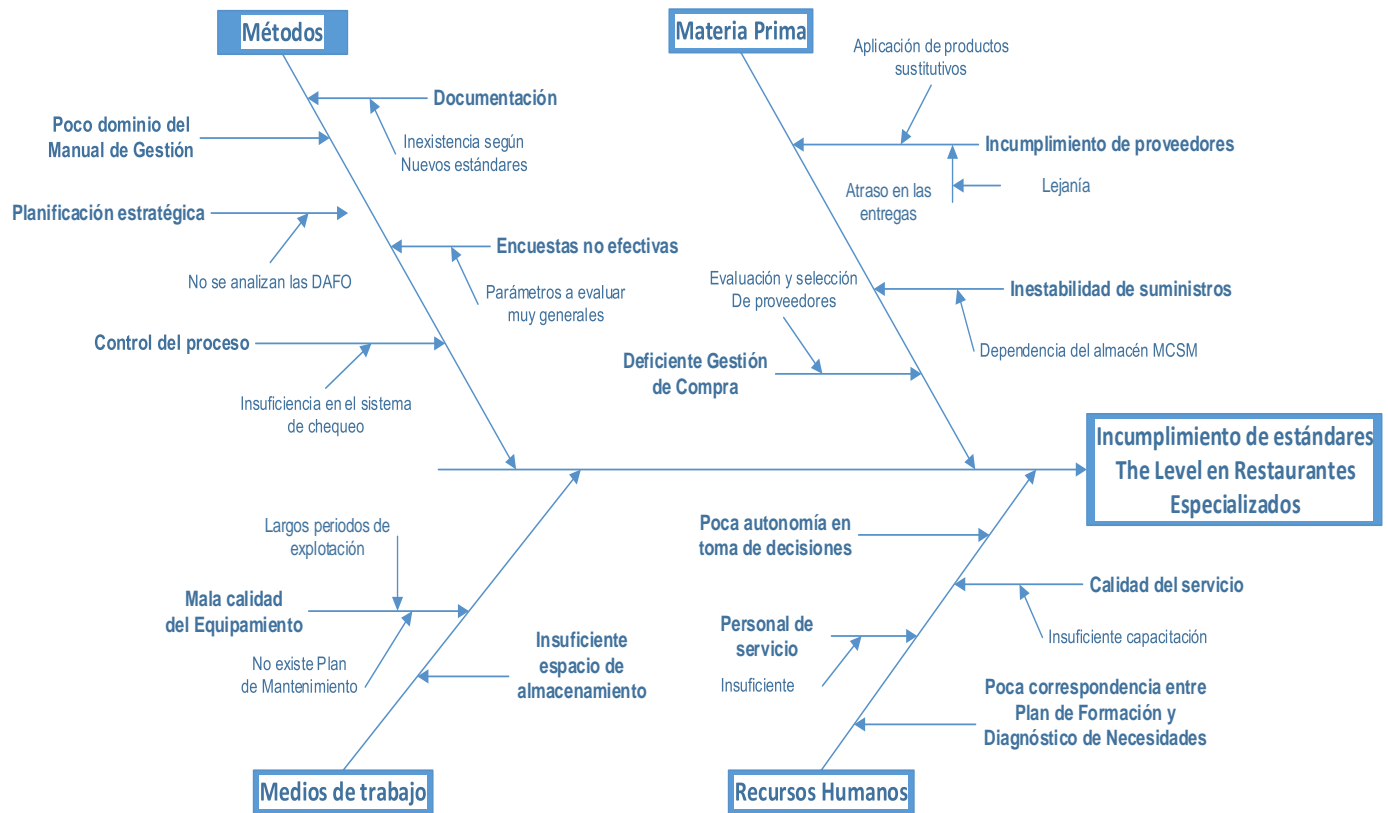 Métodos
Documentación
Inexistencia según
Nuevos estándares
Poco dominio del
Manual de Gestión
Planificación estratégica
No se analizan las DAFO
Encuestas no efectivas
Parámetros a evaluar
muy generales
Control del proceso
Insuficiencia en el sistema
de chequeo
Materia Prima
Aplicación de productos
sustitutivos
Incumplimiento de proveedores
Atraso en las
entregas
Lejanía
Inestabilidad de suministros
Dependencia del almacén MCSM
Evaluación y selección
De proveedores
Deficiente Gestión
de Compra
Incumplimiento de estándares
The Level en Restaurantes
Especializados
Largos periodos de
explotación
Mala calidad
del Equipamiento
No existe Plan
de Mantenimiento
Insuficiente
espacio de
almacenamiento
Medios de trabajo
Poca autonomía en
toma de decisiones
Calidad del servicio
Insuficiente capacitación
Personal de
servicio
Insuficiente
Poca correspondencia entre
Plan de Formación y
Diagnóstico de Necesidades
Recursos Humanos